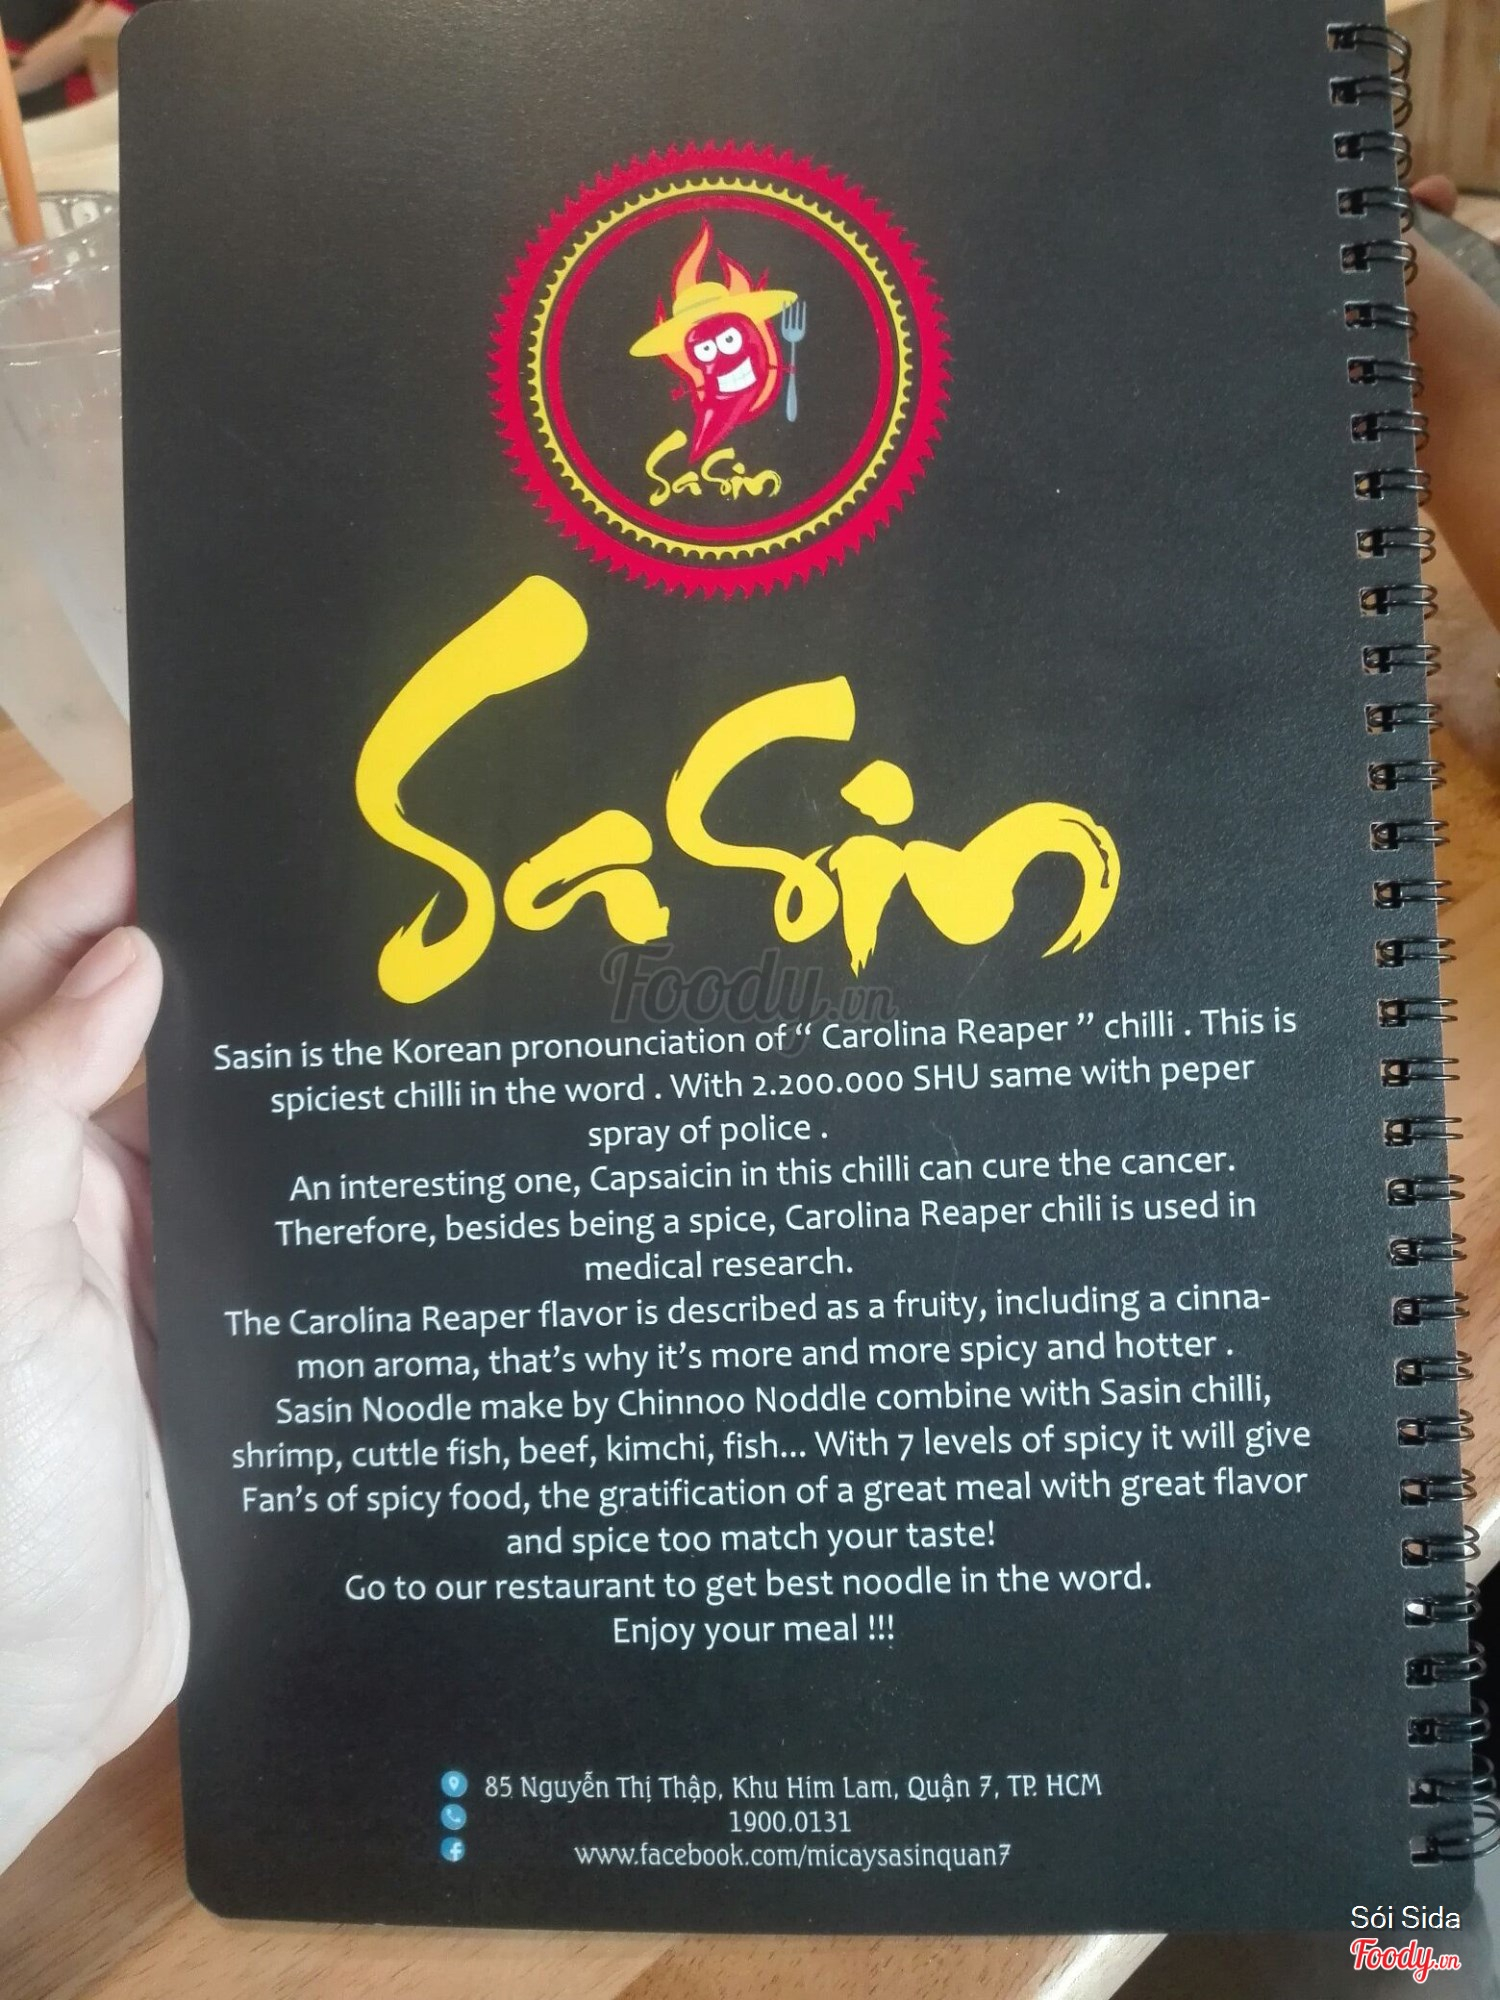 SaSin
SaSin
Foody.vn
Sasin is the Korean pronounciation of “ Carolina Reaper ” chilli . This is
spiciest chilli in the word . With 2.200.000 SHU same with peper
spray of police .
An interesting one, Capsaicin in this chilli can cure the cancer.
Therefore, besides being a spice, Carolina Reaper chili is used in
medical research.
The Carolina Reaper flavor is described as a fruity, including a cinna-
mon aroma, that’s why it’s more and more spicy and hotter .
Sasin Noodle make by Chinnoo Noddle combine with Sasin chilli,
shrimp, cuttle fish, beef, kimchi, fish... With 7 levels of spicy it will give
Fan’s of spicy food, the gratification of a great meal with great flavor
and spice too match your taste!
Go to our restaurant to get best noodle in the word.
Enjoy your meal !!!
85 Nguyễn Thị Thập, Khu Him Lam, Quận 7, TP. HCM
1900.0131
www.facebook.com/micaysasinquan7
Sói Sida
Foody.vn